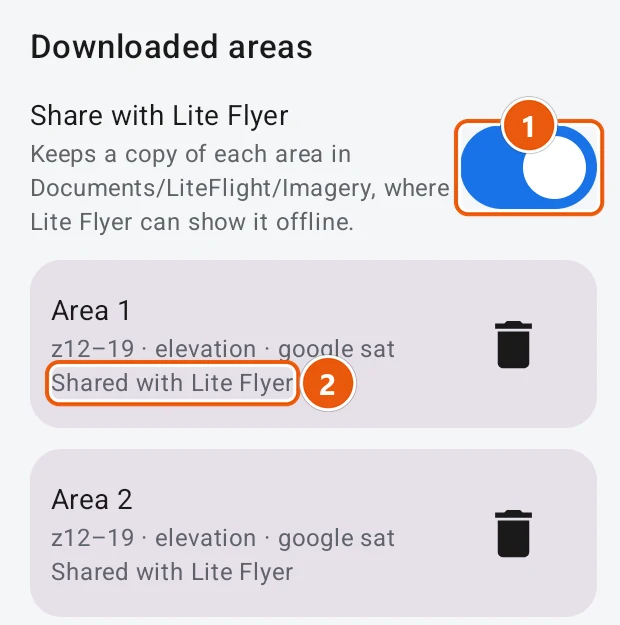 Downloaded areas
Share with Lite Flyer
Keeps a copy of each area in
Documents/LiteFlight/Imagery, where
Lite Flyer can show it offline.
1
Area 1
z12–19 · elevation · google sat
Shared with Lite Flyer
2
Area 2
z12–19 · elevation · google sat
Shared with Lite Flyer